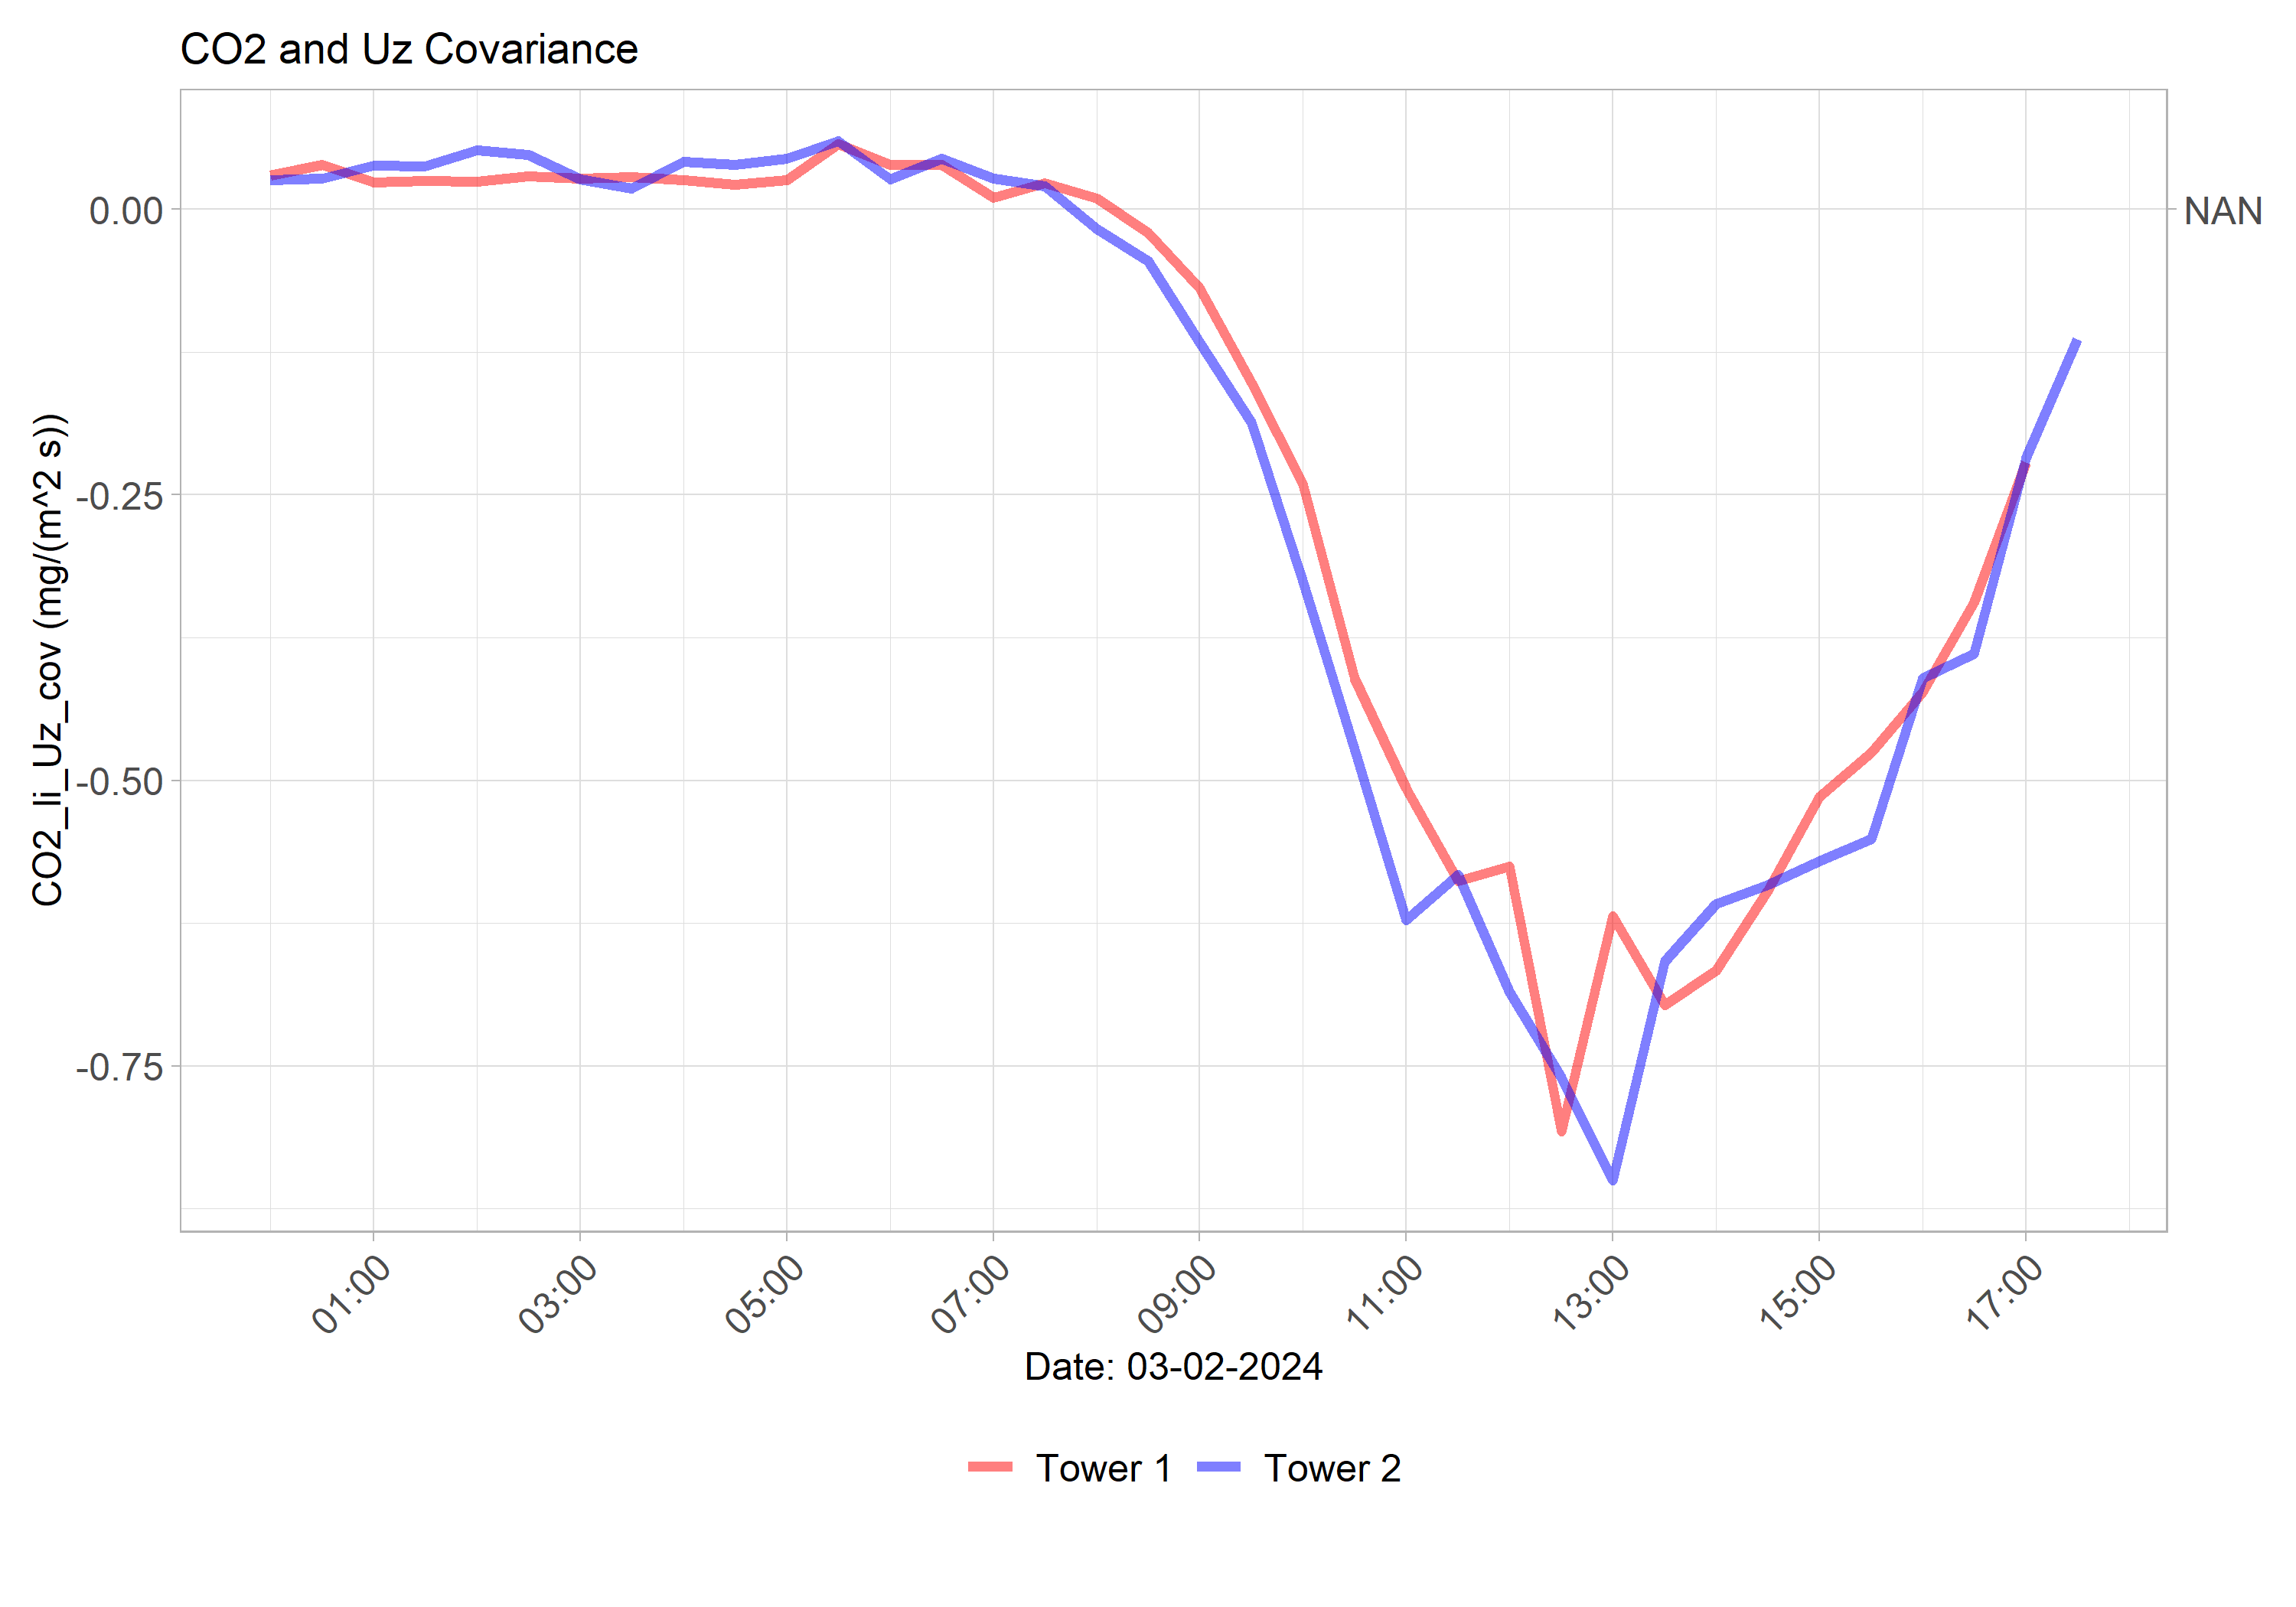 CO2 and Uz Covariance
CO2_li_Uz_cov (mg/(m^2 s))
0.00
-0.25
-0.50
-0.75
NAN
01:00
03:00
05:00
07:00
09:00
11:00
13:00
15:00
17:00
Date: 03-02-2024
Tower 1
Tower 2